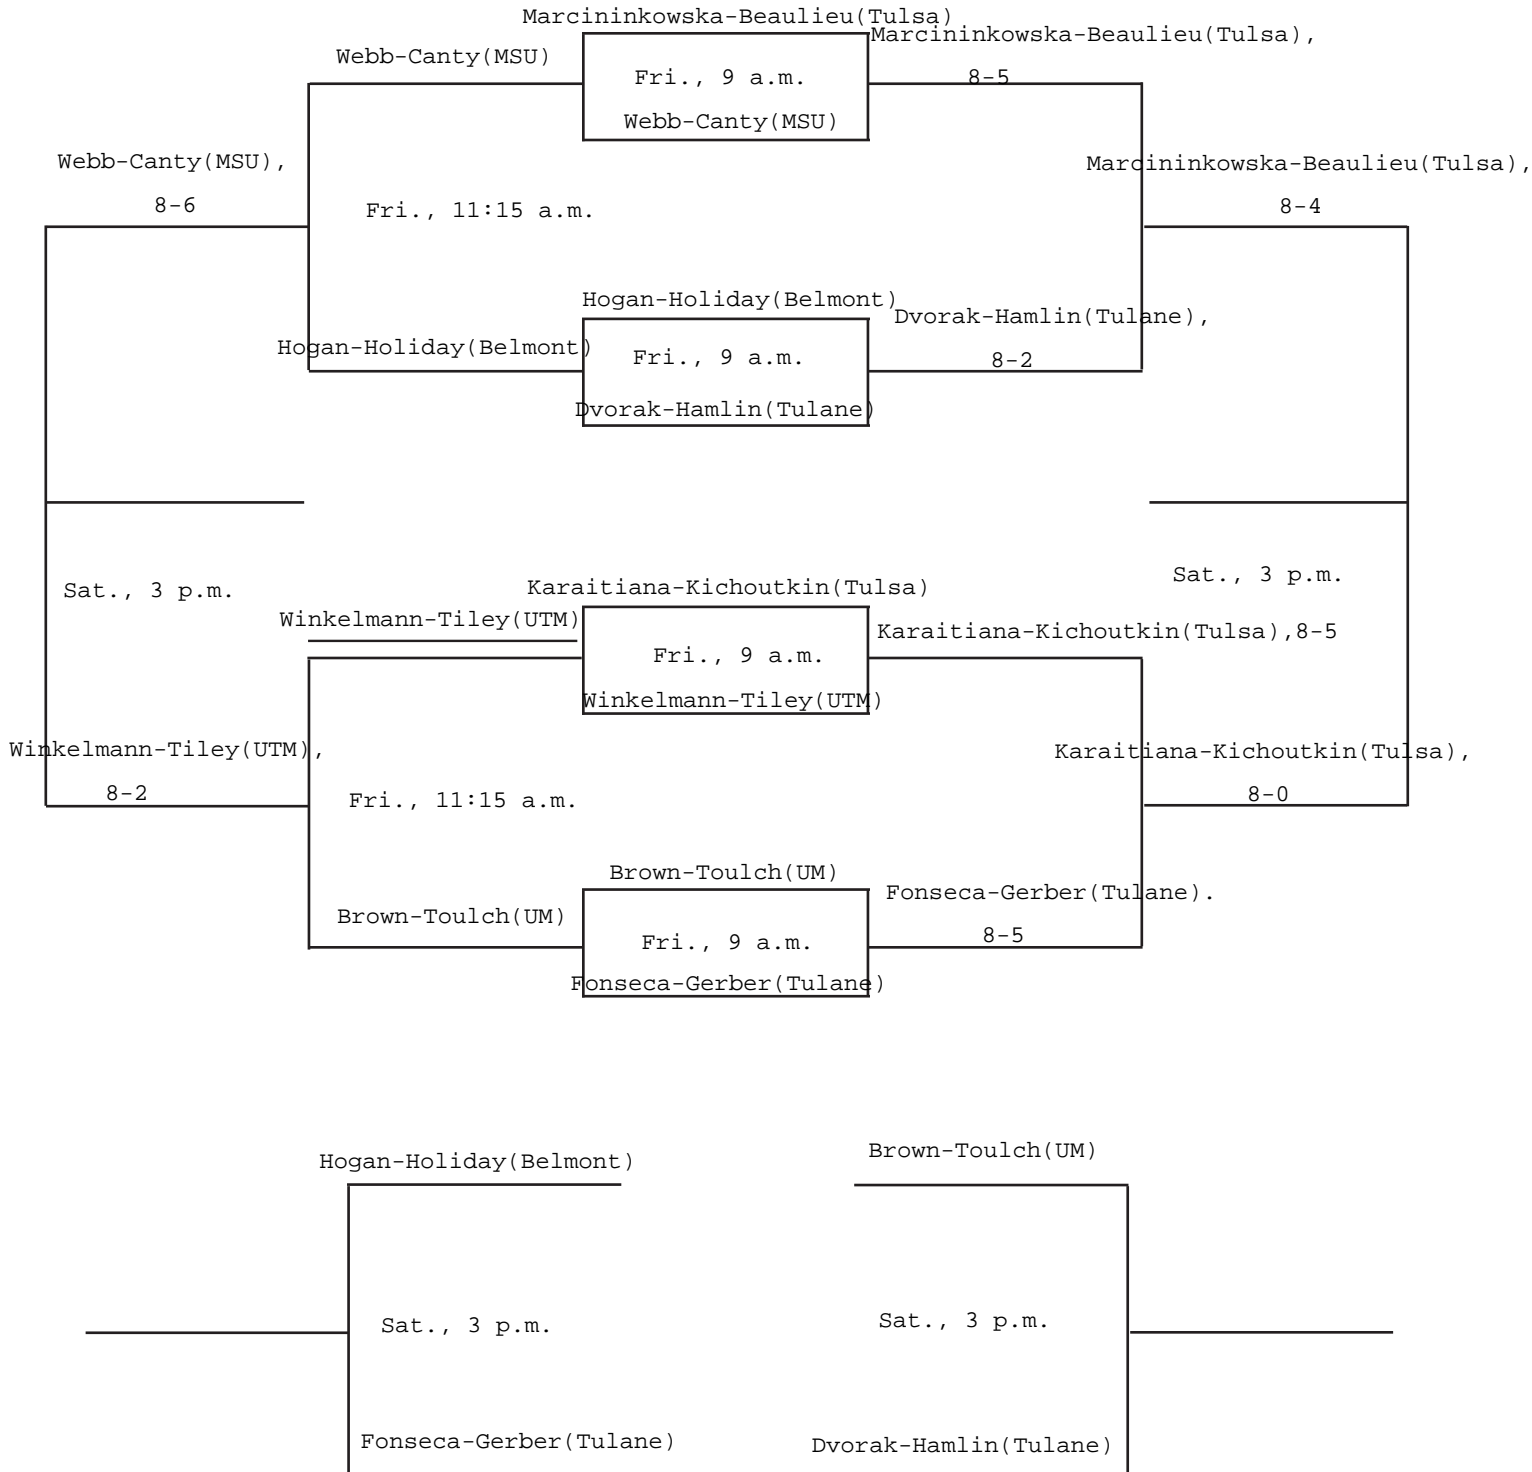 Marcininkowska-Beaulieu(Tulsa)
Marcininkowska-Beaulieu(Tulsa),
Webb-Canty(MSU)
Fri., 9 a.m.
8-5
Webb-Canty(MSU)
Webb-Canty(MSU),
Marcininkowska-Beaulieu(Tulsa),
8-6
Fri., 11:15 a.m.
8-4
Hogan-Holiday(Belmont)
Dvorak-Hamlin(Tulane),
Hogan-Holiday(Belmont)
Fri., 9 a.m.
8-2
Dvorak-Hamlin(Tulane)
Sat., 3 p.m.
Karaitiana-Kichoutkin(Tulsa)
Sat., 3 p.m.
Winkelmann-Tiley(UTM)
Karaitiana-Kichoutkin(Tulsa),8-5
Fri., 9 a.m.
Winkelmann-Tiley(UTM)
Winkelmann-Tiley(UTM),
Karaitiana-Kichoutkin(Tulsa),
8-2
Fri., 11:15 a.m.
8-0
Brown-Toulch(UM)
Fonseca-Gerber(Tulane).
Brown-Toulch(UM)
Fri., 9 a.m.
8-5
Fonseca-Gerber(Tulane)
Hogan-Holiday(Belmont)
Brown-Toulch(UM)
Sat., 3 p.m.
Sat., 3 p.m.
Fonseca-Gerber(Tulane)
Dvorak-Hamlin(Tulane)